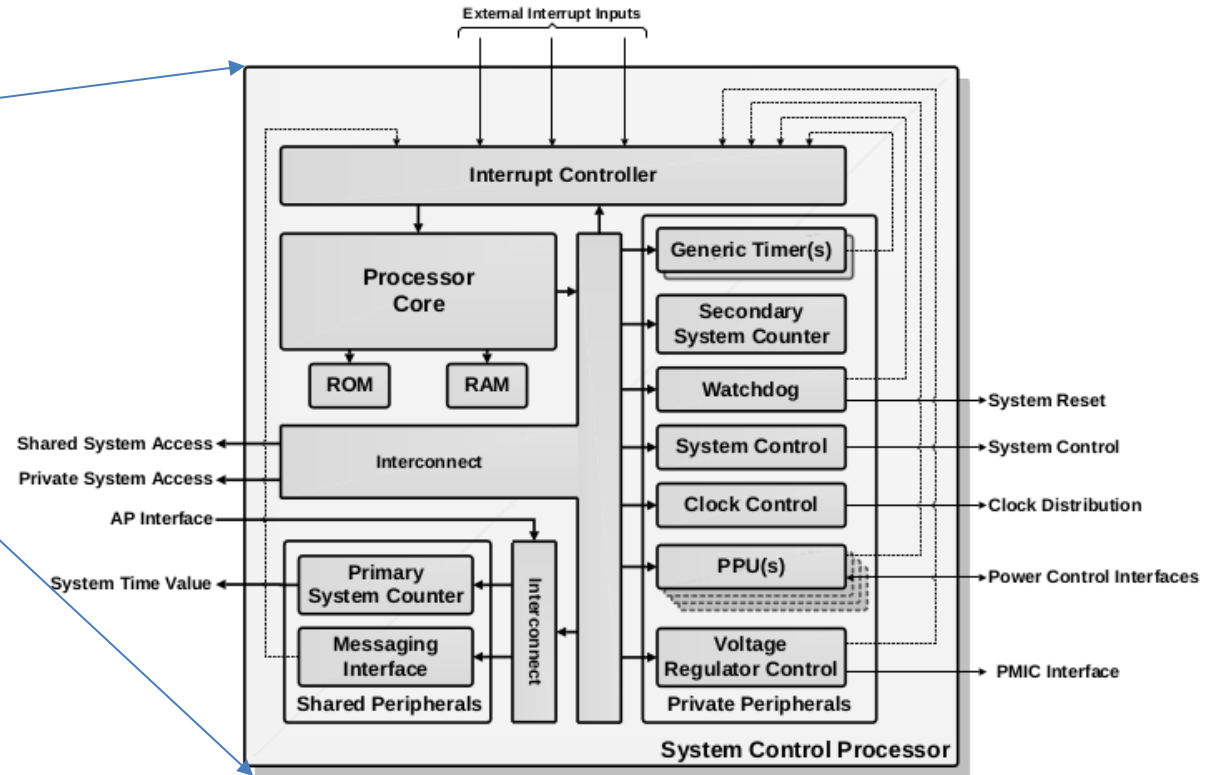 External Interrupt Inputs
Interrupt Controller
Processor
Core
ROM
RAM
Generic Timer(s)
Secondary
System Counter
Watchdog
System Control
Clock Control
PPU(s)
Voltage
Regulator Control
Private Peripherals
System Reset
System Control
Clock Distribution
Power Control Interfaces
PMIC Interface
Shared System Access
Private System Access
Interconnect
AP Interface
System Time Value
Primary
System Counter
Messaging
Interface
Shared Peripherals
Interconnect
System Control Processor